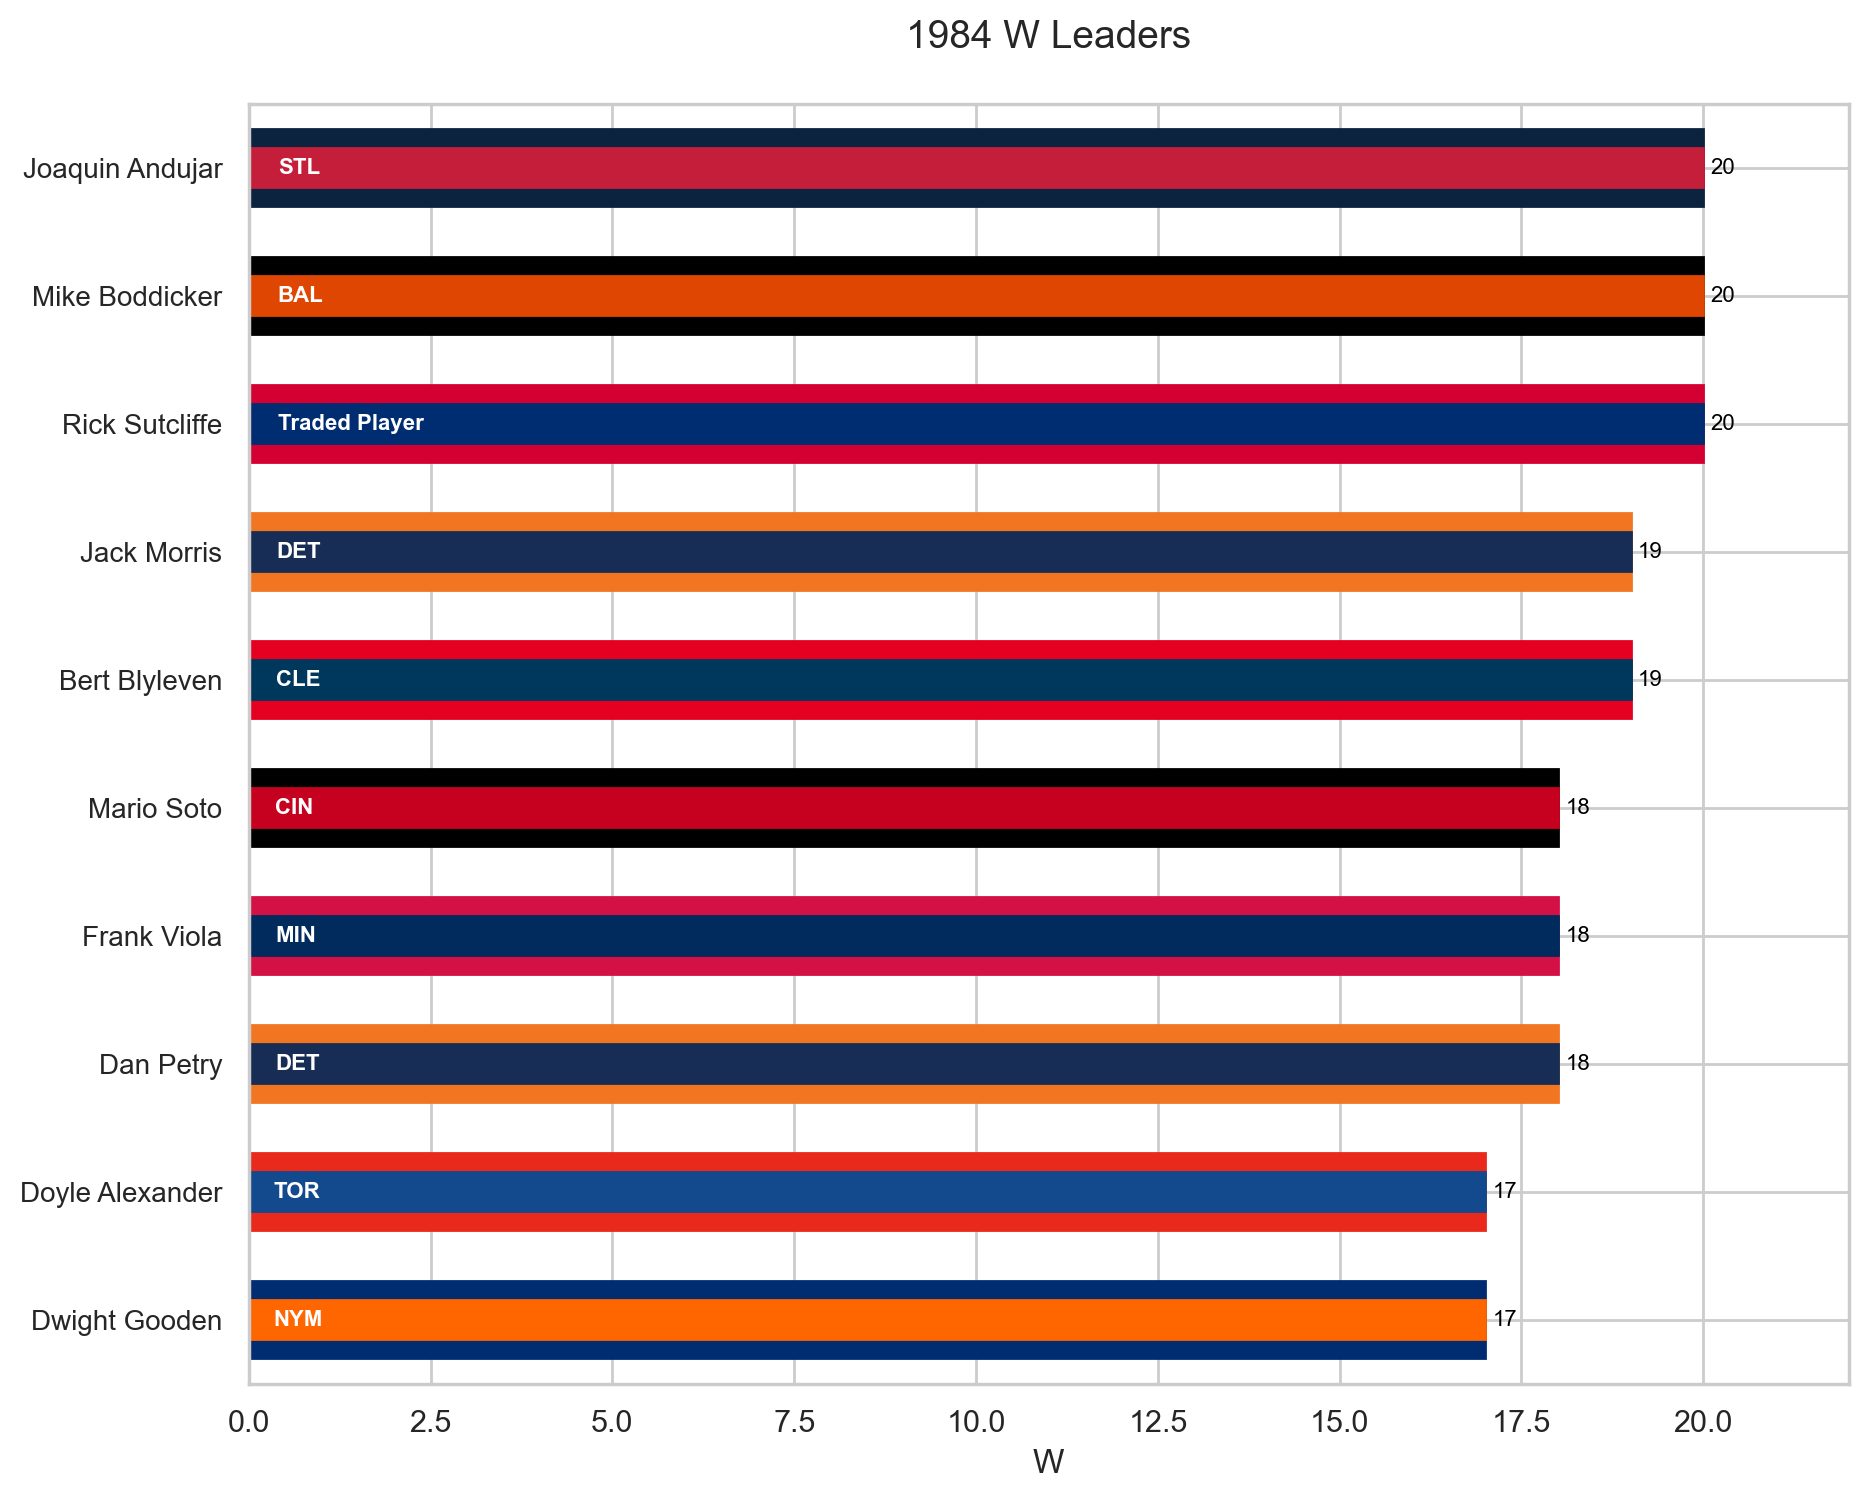 1984 W Leaders
Joaquin Andujar STL 20
Mike Boddicker BAL 20
Rick Sutcliffe Traded Player 20
Jack Morris DET 19
Bert Blyleven CLE 19
Mario Soto CIN 18
Frank Viola MIN 18
Dan Petry DET 18
Doyle Alexander TOR 17
Dwight Gooden NYM 17
0.0 2.5 5.0 7.5 10.0 12.5 15.0 17.5 20.0
W